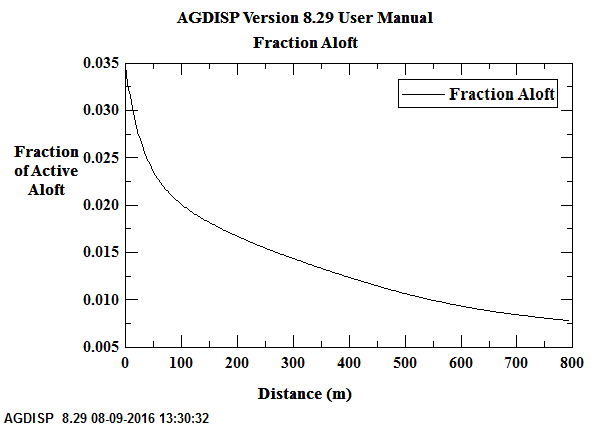 AGDISP Version 8.29 User Manual
Fraction Aloft
0.035
0.030
0.025
0.020
0.015
0.010
0.005
Fraction
of Active
Aloft
Fraction Aloft
0 100 200 300 400 500 600 700 800
Distance (m)
AGDISP 8.29 08-09-2016 13:30:32